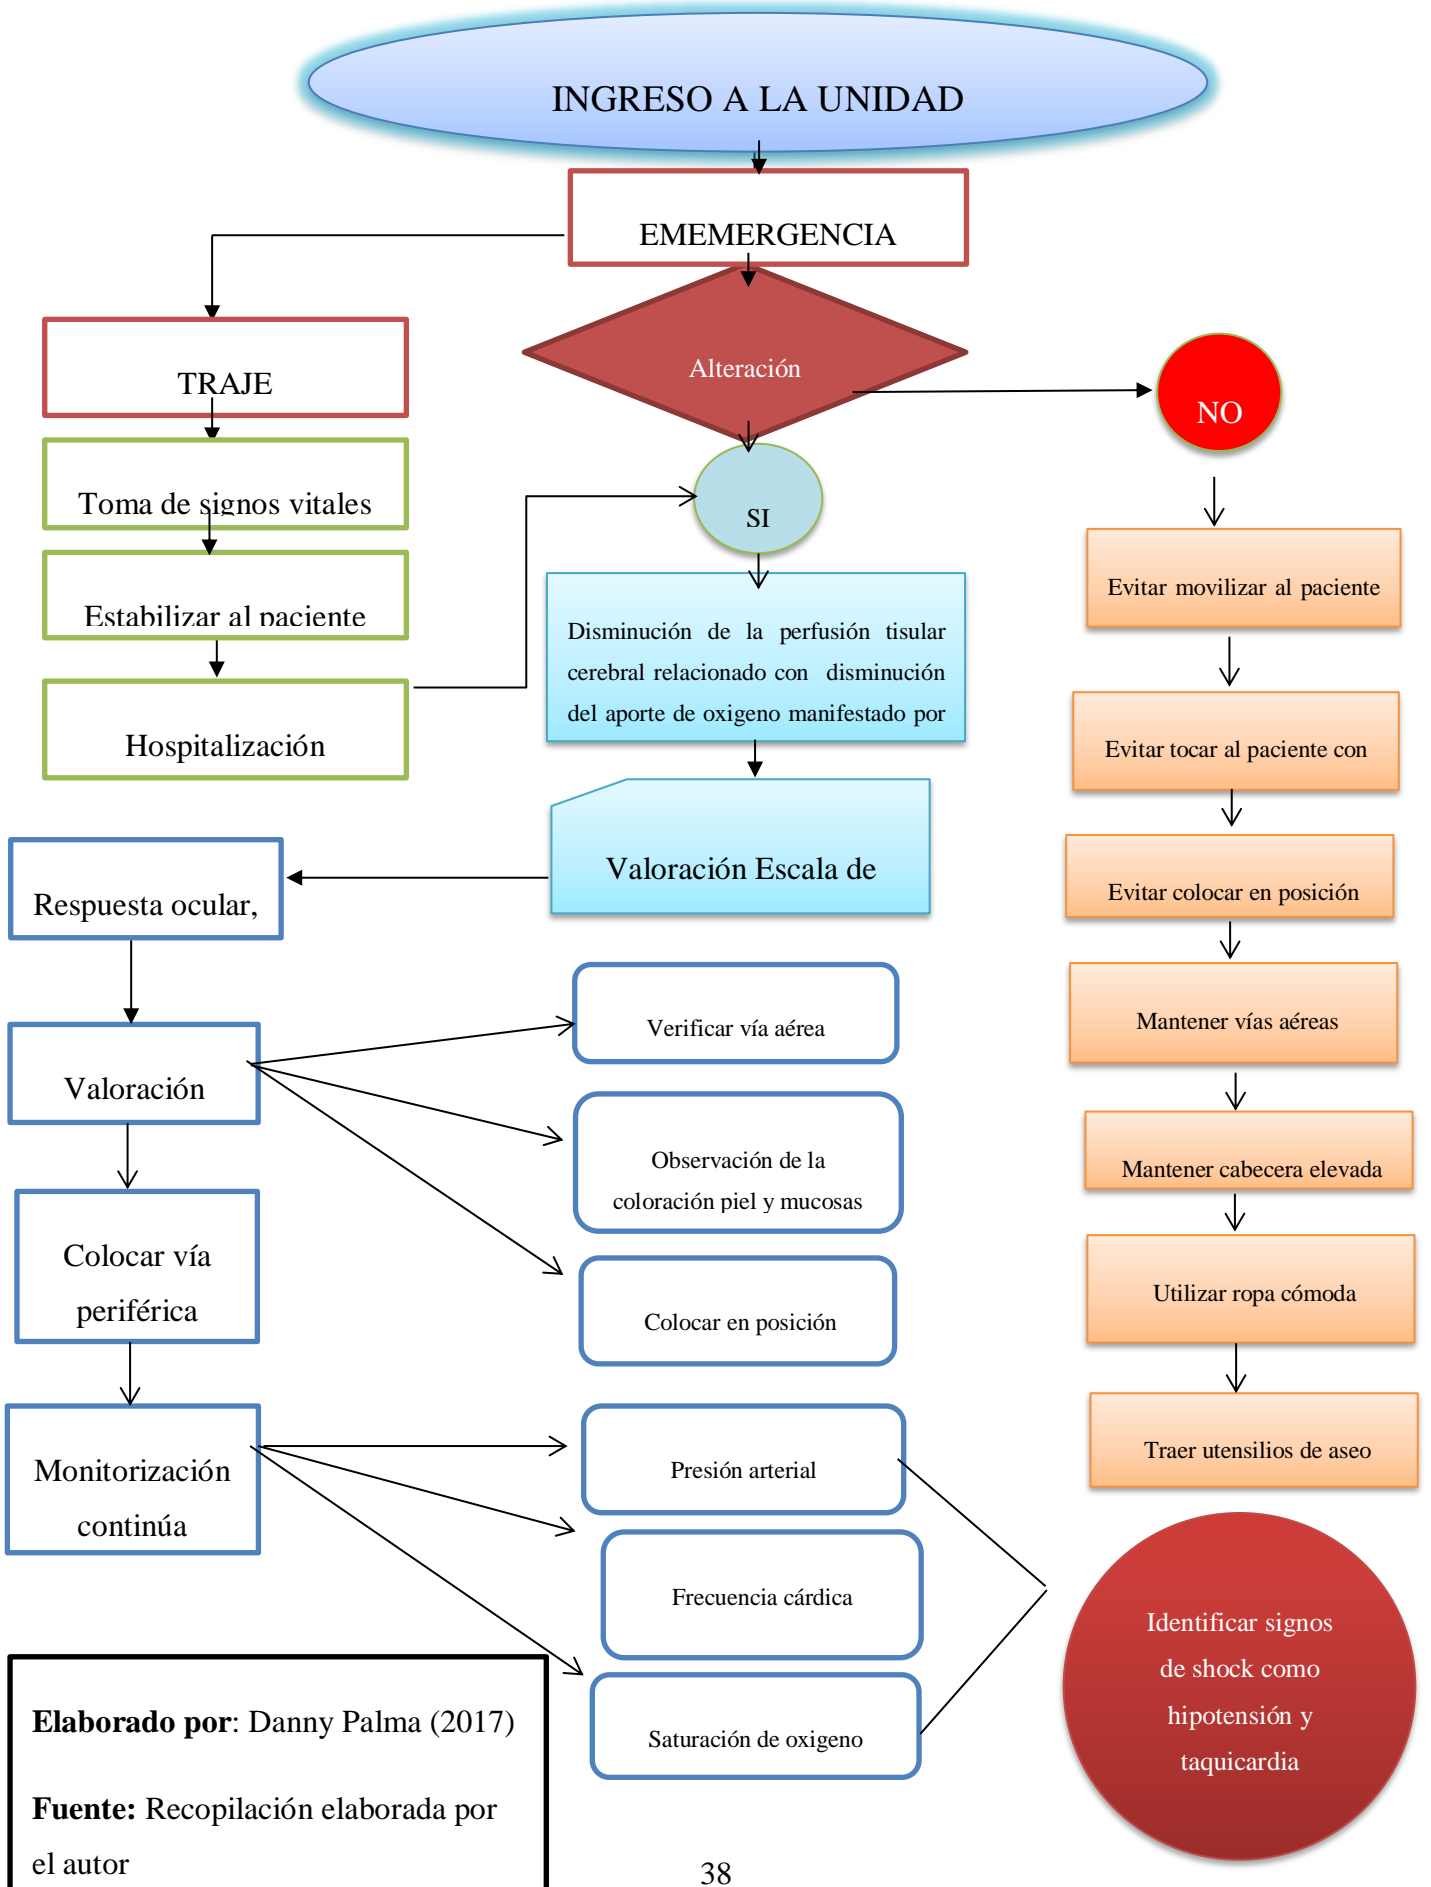 INGRESO A LA UNIDAD
EMEMERGENCIA
TRAJE
Alteración
NO
Toma de signos vitales
SI
Estabilizar al paciente
Evitar movilizar al paciente
Disminución de la perfusión tisular
cerebral relacionado con disminución
del aporte de oxigeno manifestado por
Hospitalización
Evitar tocar al paciente con
Valoración Escala de
Respuesta ocular,
Evitar colocar en posición
Verificar vía aérea
Mantener vías aéreas
Valoración
Observación de la
coloración piel y mucosas
Mantener cabecera elevada
Colocar vía
periférica
Colocar en posición
Utilizar ropa cómoda
Monitorización
continúa
Presión arterial
Traer utensilios de aseo
Frecuencia cárdica
Saturación de oxigeno
Identificar signos
de shock como
hipotensión y
taquicardia
Elaborado por: Danny Palma (2017)
Fuente: Recopilación elaborada por
el autor
38